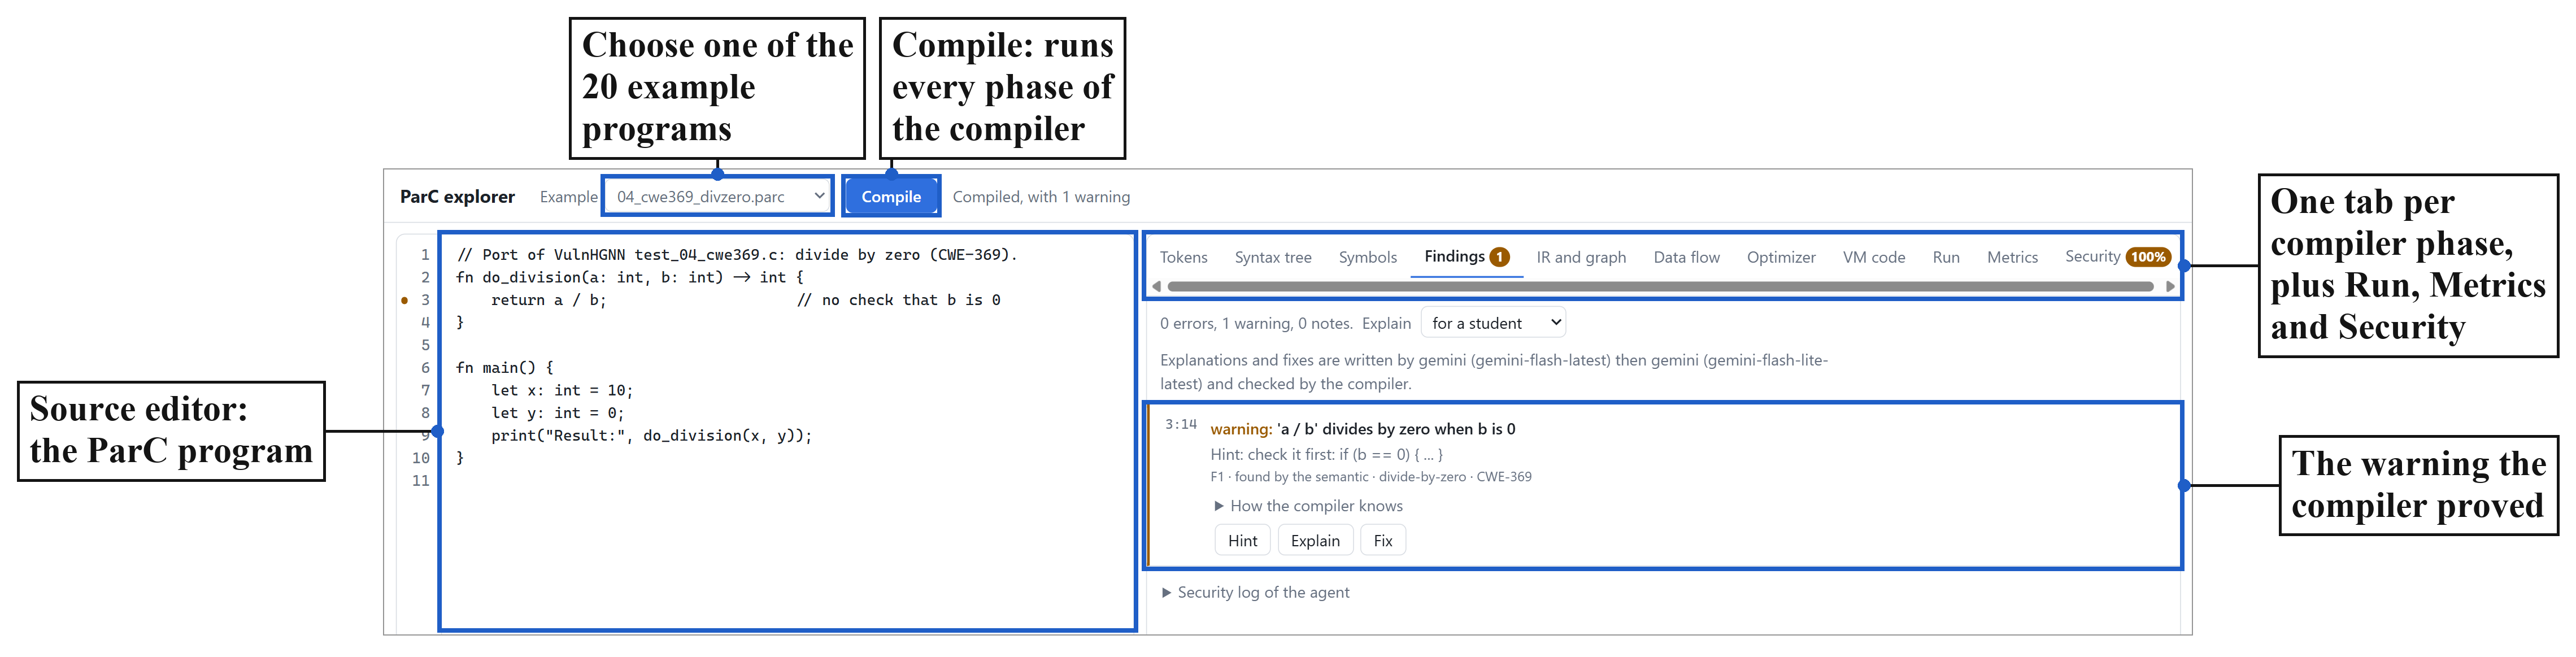 Choose one of the
20 example
programs
Compile: runs
every phase of
the compiler
ParC explorer Example 04_cwe369_divzero.parc Compile Compiled, with 1 warning
One tab per
compiler phase,
plus Run, Metrics
and Security
Source editor:
the ParC program
1 // Port of VulnHGNN test_04_cwe369.c: divide by zero (CWE-369).
2 fn do_division(a: int, b: int) -> int {
3 return a / b; // no check that b is 0
4 }
5
6 fn main() {
7 let x: int = 10;
8 let y: int = 0;
9 print("Result:", do_division(x, y));
10 }
11
Tokens Syntax tree Symbols Findings 1 IR and graph Data flow Optimizer VM code Run Metrics Security 100%
0 errors, 1 warning, 0 notes. Explain for a student
Explanations and fixes are written by gemini (gemini-flash-latest) then gemini (gemini-flash-lite-
latest) and checked by the compiler.
3:14 warning: 'a / b' divides by zero when b is 0
Hint: check it first: if (b == 0) { ... }
F1 · found by the semantic · divide-by-zero · CWE-369
▶ How the compiler knows
Hint Explain Fix
▶ Security log of the agent
The warning the
compiler proved